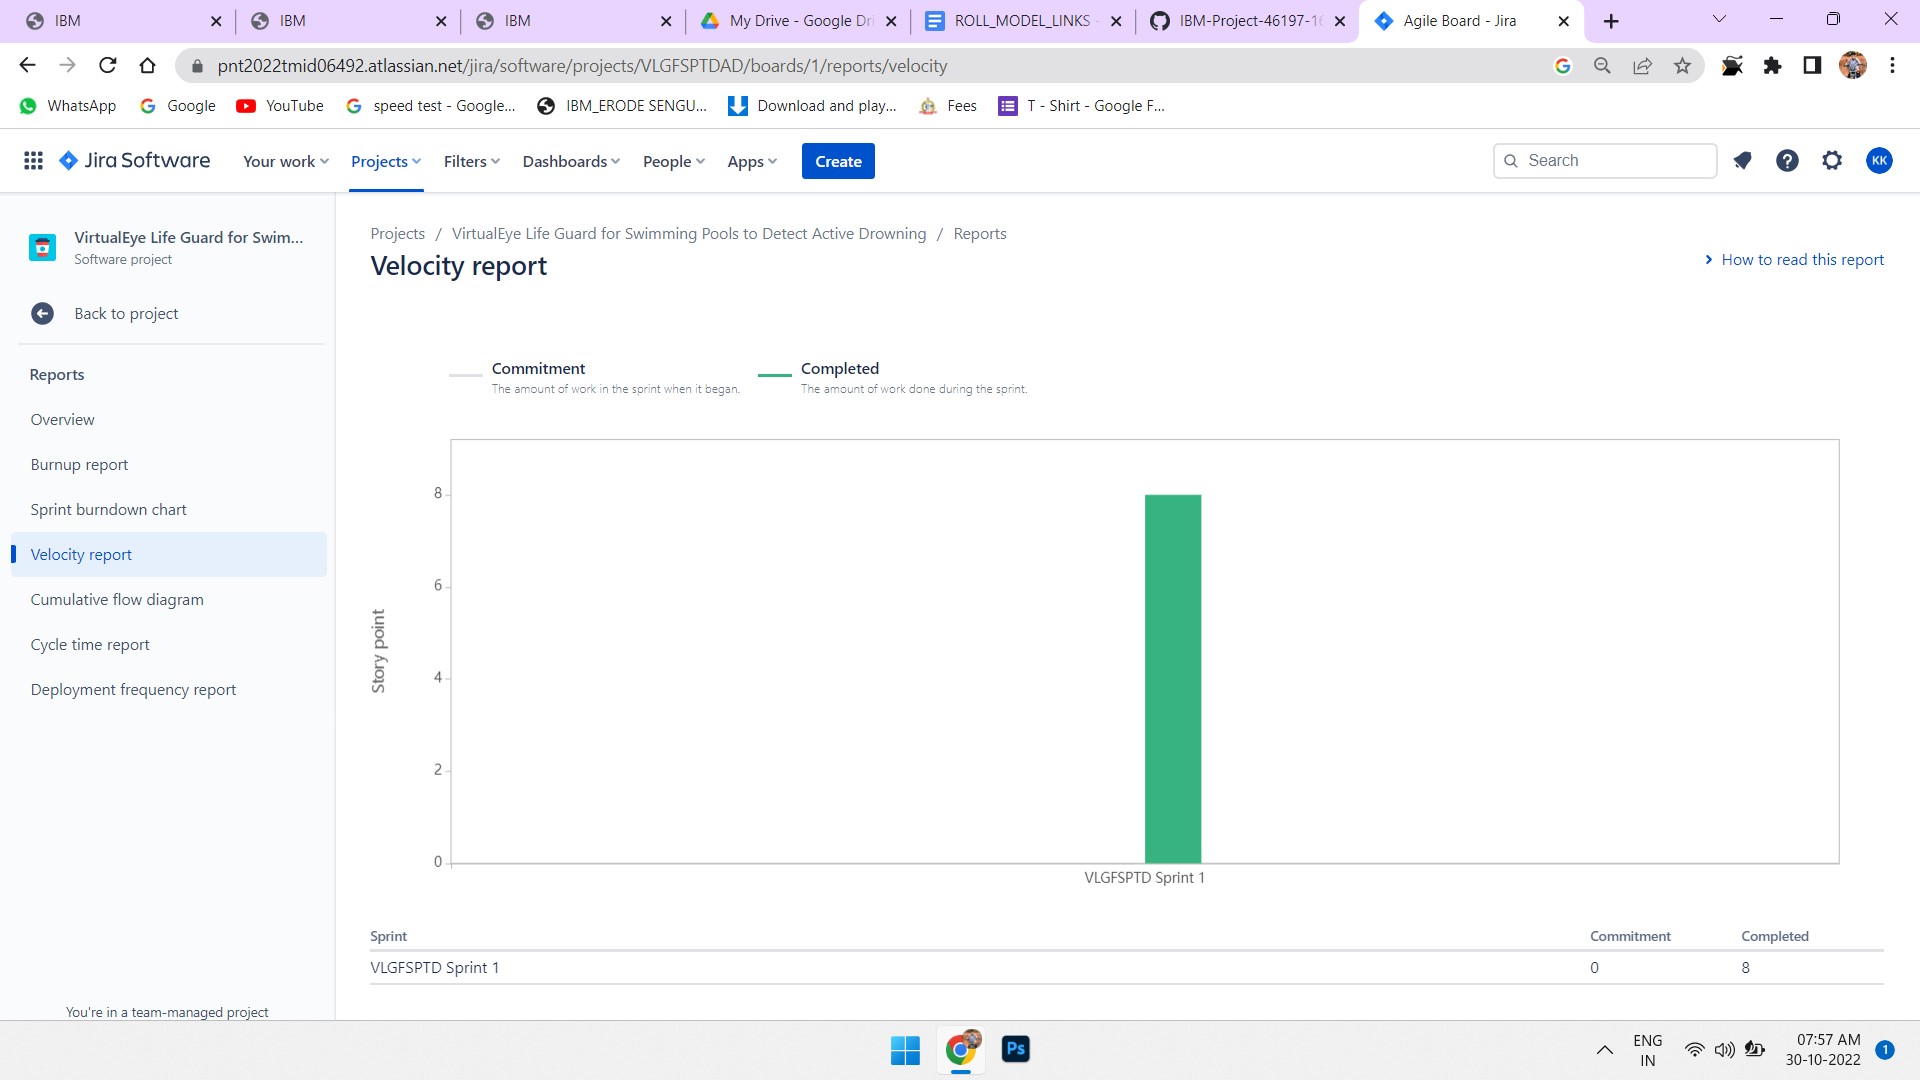 IBM
IBM
IBM
My Drive - Google Dri
ROLL_MODEL_LINKS -
IBM-Project-46197-16
Agile Board - Jira
pnt2022tmid06492.atlassian.net/jira/software/projects/VLGFSPTDAD/boards/1/reports/velocity
WhatsApp
Google
YouTube
speed test - Google...
IBM_ERODE SENGU...
Download and play...
Fees
T - Shirt - Google F...
Jira Software
Your work
Projects
Filters
Dashboards
People
Apps
Create
Search
KK
VirtualEye Life Guard for Swim...
Software project
Back to project
Reports
Overview
Burnup report
Sprint burndown chart
Velocity report
Cumulative flow diagram
Cycle time report
Deployment frequency report
You're in a team-managed project
Projects / VirtualEye Life Guard for Swimming Pools to Detect Active Drowning / Reports
Velocity report
How to read this report
Commitment
The amount of work in the sprint when it began.
Completed
The amount of work done during the sprint.
Story point
8
6
4
2
0
VLGFSPTD Sprint 1
Sprint Commitment Completed
VLGFSPTD Sprint 1 0 8
Ps
ENG
IN
07:57 AM
30-10-2022
1